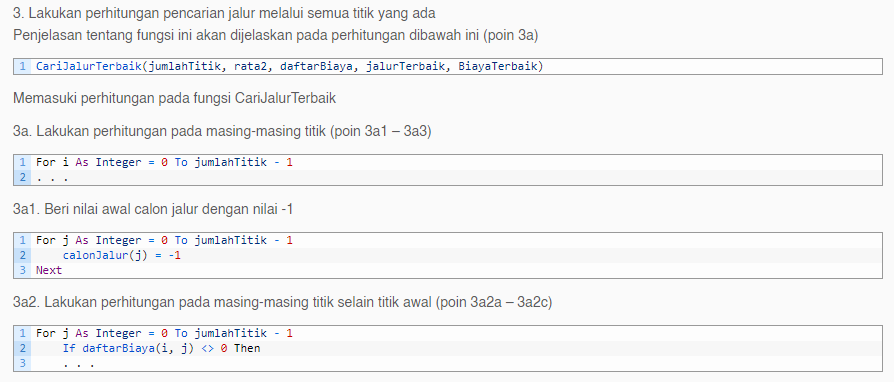 3. Lakukan perhitungan pencarian jalur melalui semua titik yang ada
Penjelasan tentang fungsi ini akan dijelaskan pada perhitungan dibawah ini (poin 3a)
1 CariJalurTerbaik(jumlahTitik, rata2, daftarBiaya, jalurTerbaik, BiayaTerbaik)
Memasuki perhitungan pada fungsi CariJalurTerbaik
3a. Lakukan perhitungan pada masing-masing titik (poin 3a1 – 3a3)
1 For i As Integer = 0 To jumlahTitik - 1
2 . . .
3a1. Beri nilai awal calon jalur dengan nilai -1
1 For j As Integer = 0 To jumlahTitik - 1
2     calonJalur(j) = -1
3 Next
3a2. Lakukan perhitungan pada masing-masing titik selain titik awal (poin 3a2a – 3a2c)
1 For j As Integer = 0 To jumlahTitik - 1
2     If daftarBiaya(i, j) <> 0 Then
3     . . .